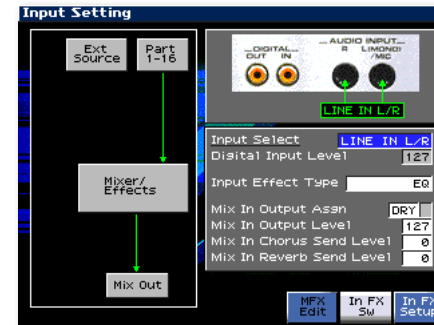 Input Setting
Ext Source
Part 1-16
Mixer/ Effects
Mix Out
DIGITAL
OUT IN
AUDIO INPUT
R L(MONO) /MIC
LINE IN L/R
Input Select LINE IN L/R
Digital Input Level 127
Input Effect Type EQ
Mix In Output Assn DRY
Mix In Output Level 127
Mix In Chorus Send Level 0
Mix In Reverb Send Level 0
MFX Edit
In FX Sw
In FX Setup